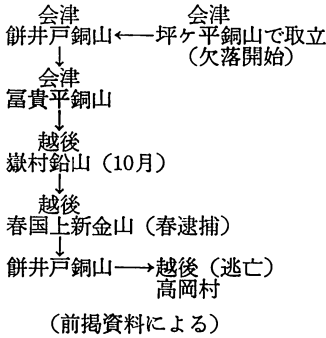 会津　会津
餠井戸銅山←坪ヶ平銅山で取立
↓　（欠落開始）
会津
冨貴平銅山
↓
越後
嶽村鉛山（10月）
↓
越後
春国上新金山（春逮捕）
↓
餠井戸銅山→越後（逃亡）
高岡村
（前掲資料による）